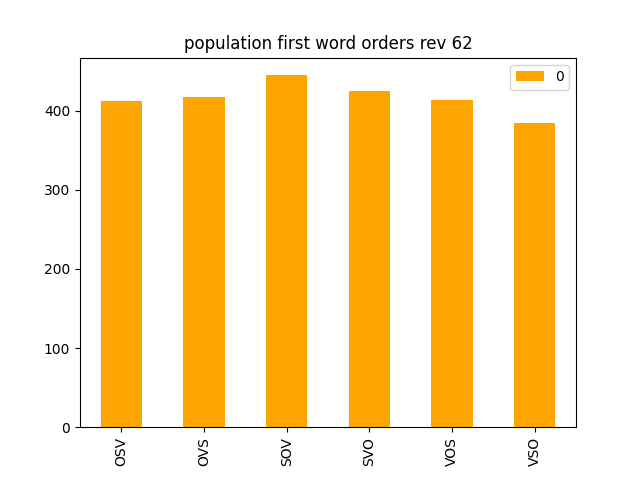 population first word orders rev 62
0
400
300
200
100
0
OSV
OVS
SOV
SVO
VOS
VSO